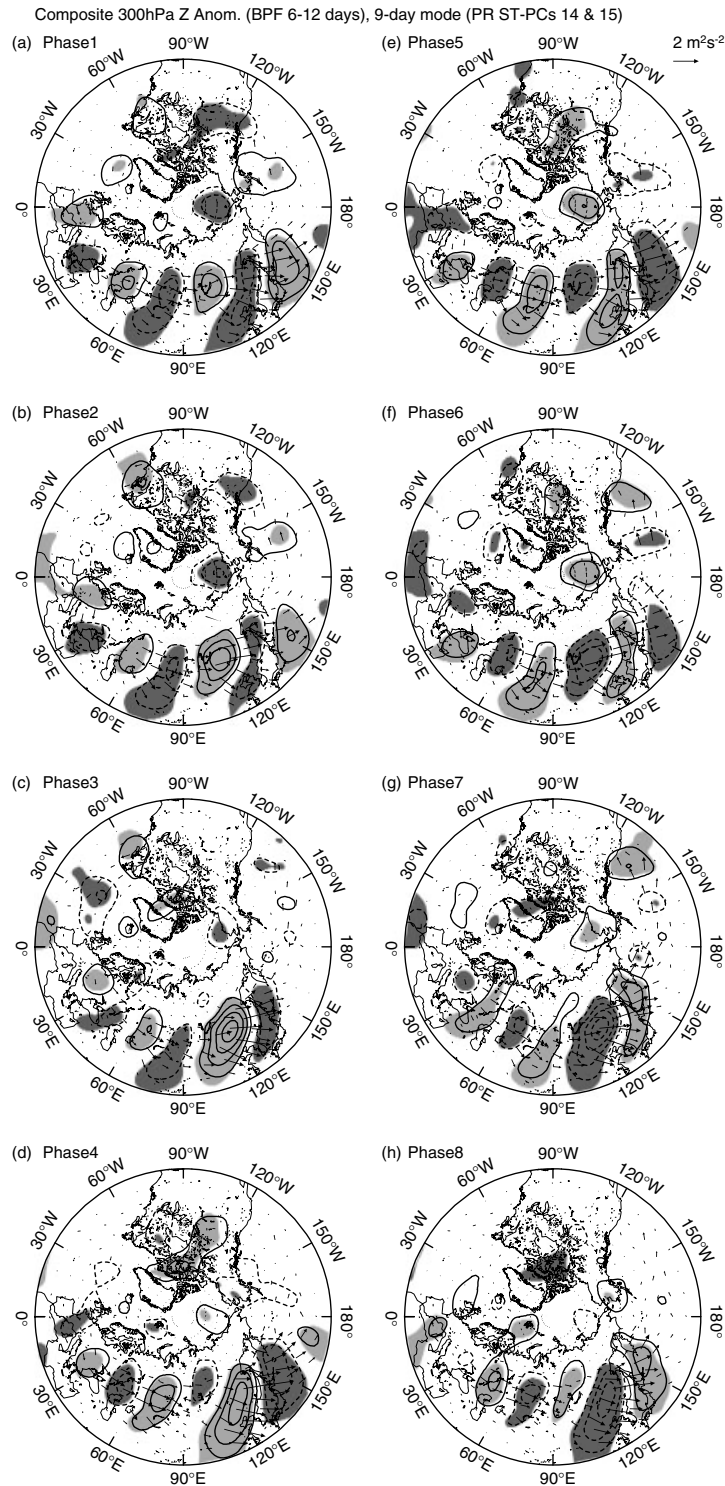 Composite 300hPa Z Anom. (BPF 6-12 days), 9-day mode (PR ST-PCs 14 & 15)
(a) Phase1
90°W
60°W
120°W
30°W
150°W
0°
180°
30°E
150°E
60°E
120°E
90°E
(e) Phase5
2 m²s⁻²
90°W
60°W
120°W
30°W
150°W
0°
180°
30°E
150°E
60°E
120°E
90°E
(b) Phase2
90°W
60°W
120°W
30°W
150°W
0°
180°
30°E
150°E
60°E
120°E
90°E
(f) Phase6
90°W
60°W
120°W
30°W
150°W
0°
180°
30°E
150°E
60°E
120°E
90°E
(c) Phase3
90°W
60°W
120°W
30°W
150°W
0°
180°
30°E
150°E
60°E
120°E
90°E
(g) Phase7
90°W
60°W
120°W
30°W
150°W
0°
180°
30°E
150°E
60°E
120°E
90°E
(d) Phase4
90°W
60°W
120°W
30°W
150°W
0°
180°
30°E
150°E
60°E
120°E
90°E
(h) Phase8
90°W
60°W
120°W
30°W
150°W
0°
180°
30°E
150°E
60°E
120°E
90°E